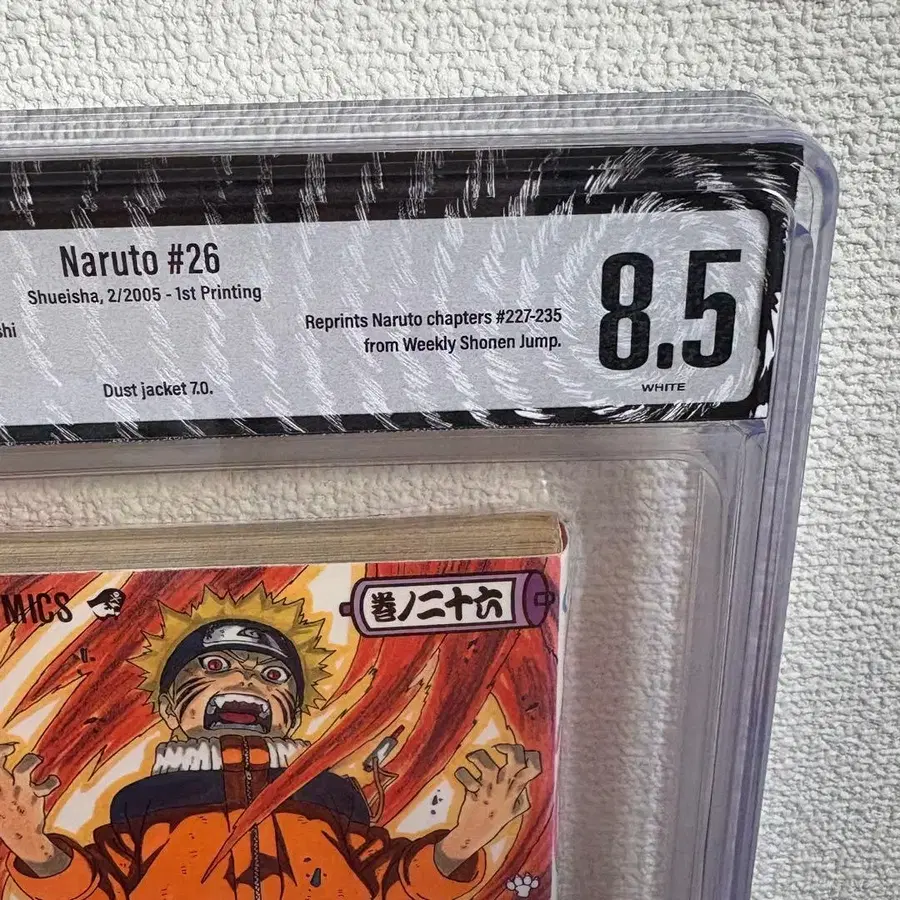 Naruto #26
Shueisha, 2/2005 - 1st Printing
shi
Reprints Naruto chapters #227-235
from Weekly Shonen Jump.
Dust jacket 7.0.
8.5
WHITE
MICS
巻ノ二十六